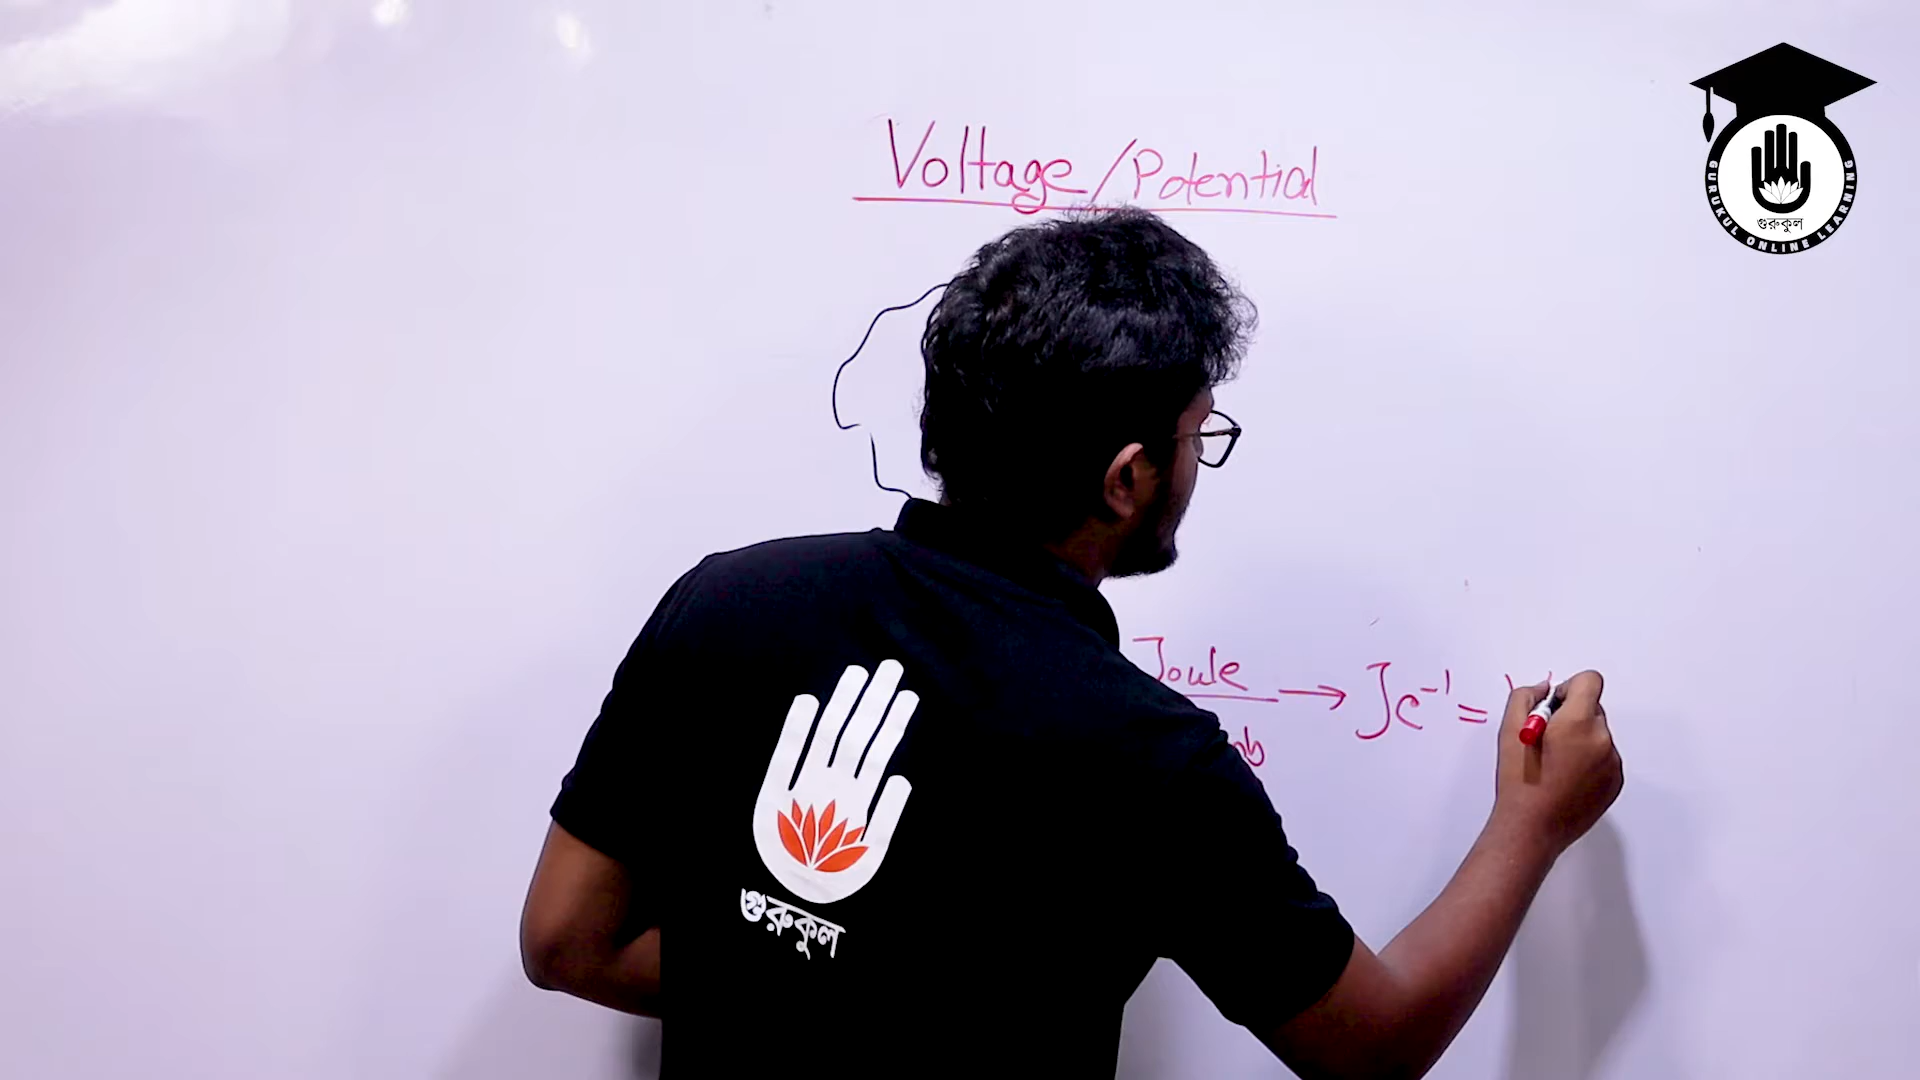 Voltage/Potential
GURUKUL ONLINE LEARNING
গুরুকুল
Joule → JC⁻¹ =
গুরুকুল